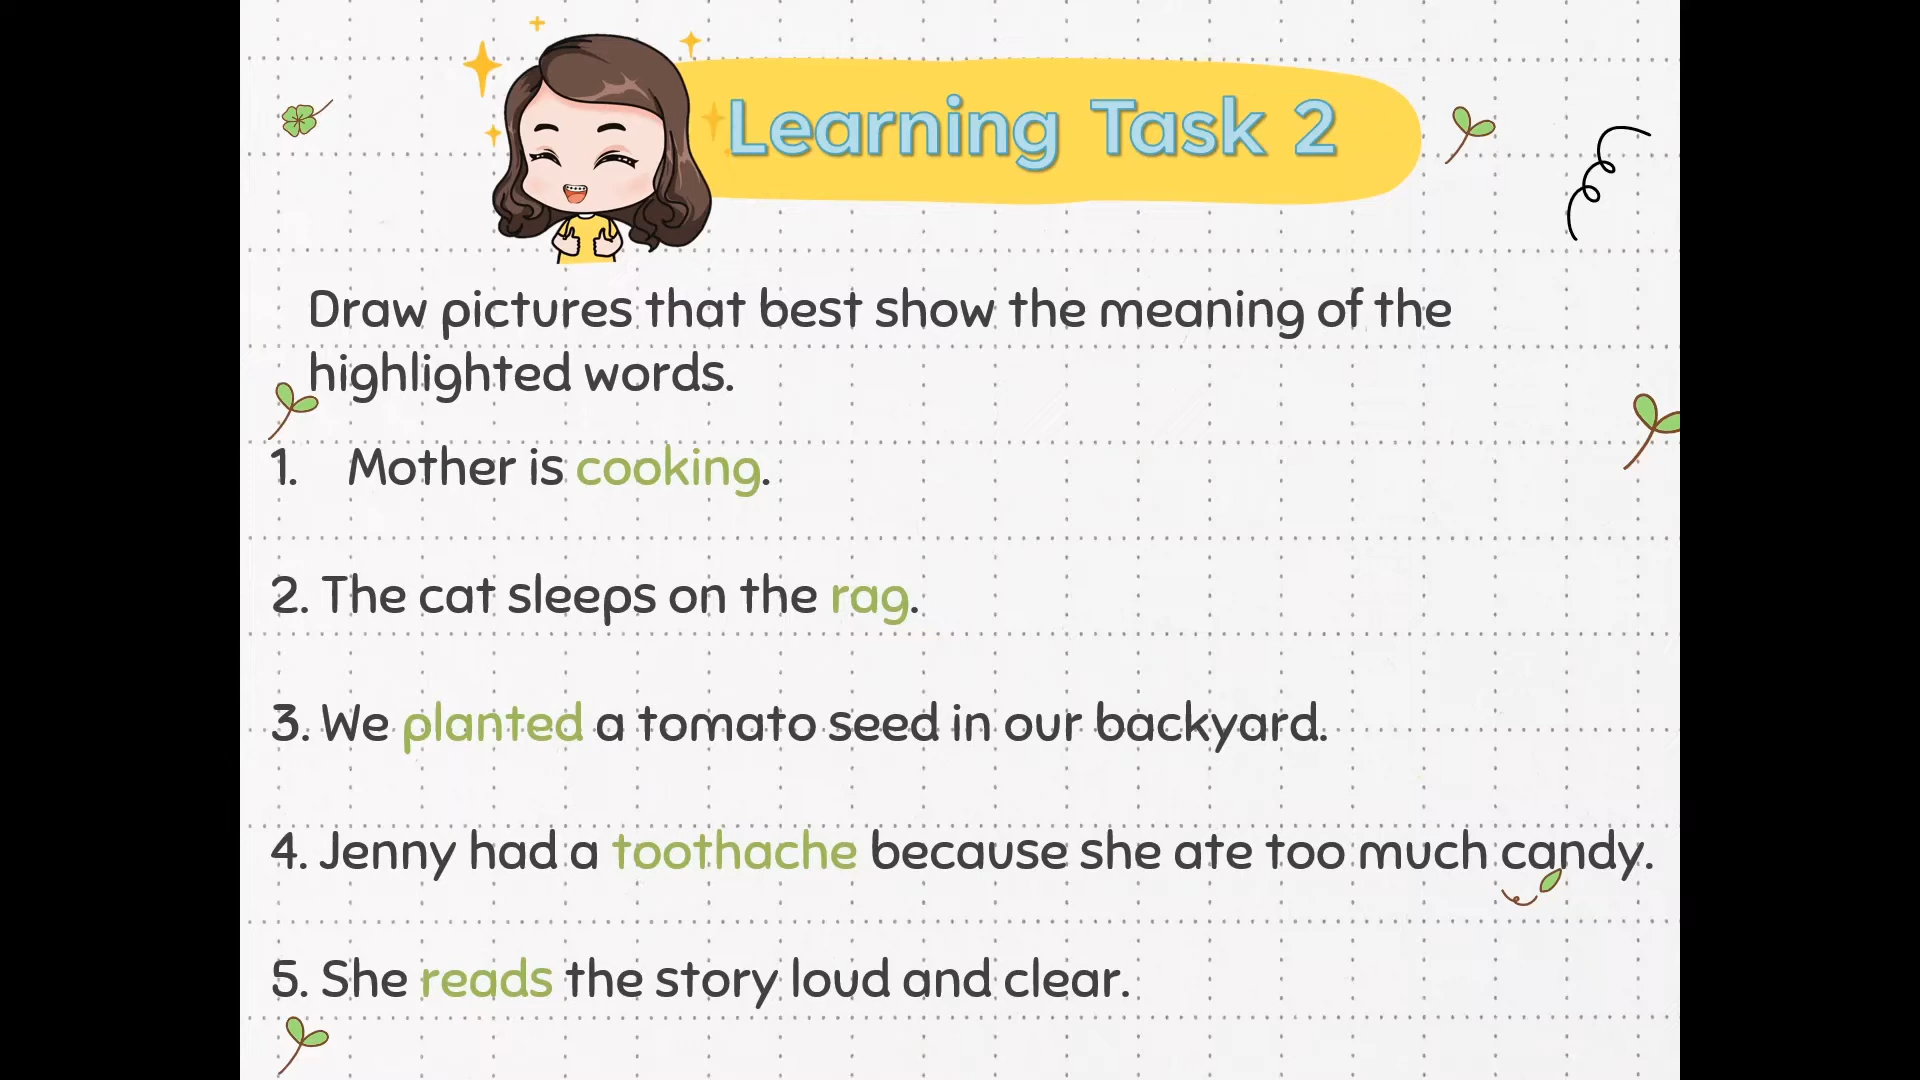 Learning Task 2
Draw pictures that best show the meaning of the
highlighted words.
1. Mother is cooking.
2. The cat sleeps on the rag.
3. We planted a tomato seed in our backyard.
4. Jenny had a toothache because she ate too much candy.
5. She reads the story loud and clear.